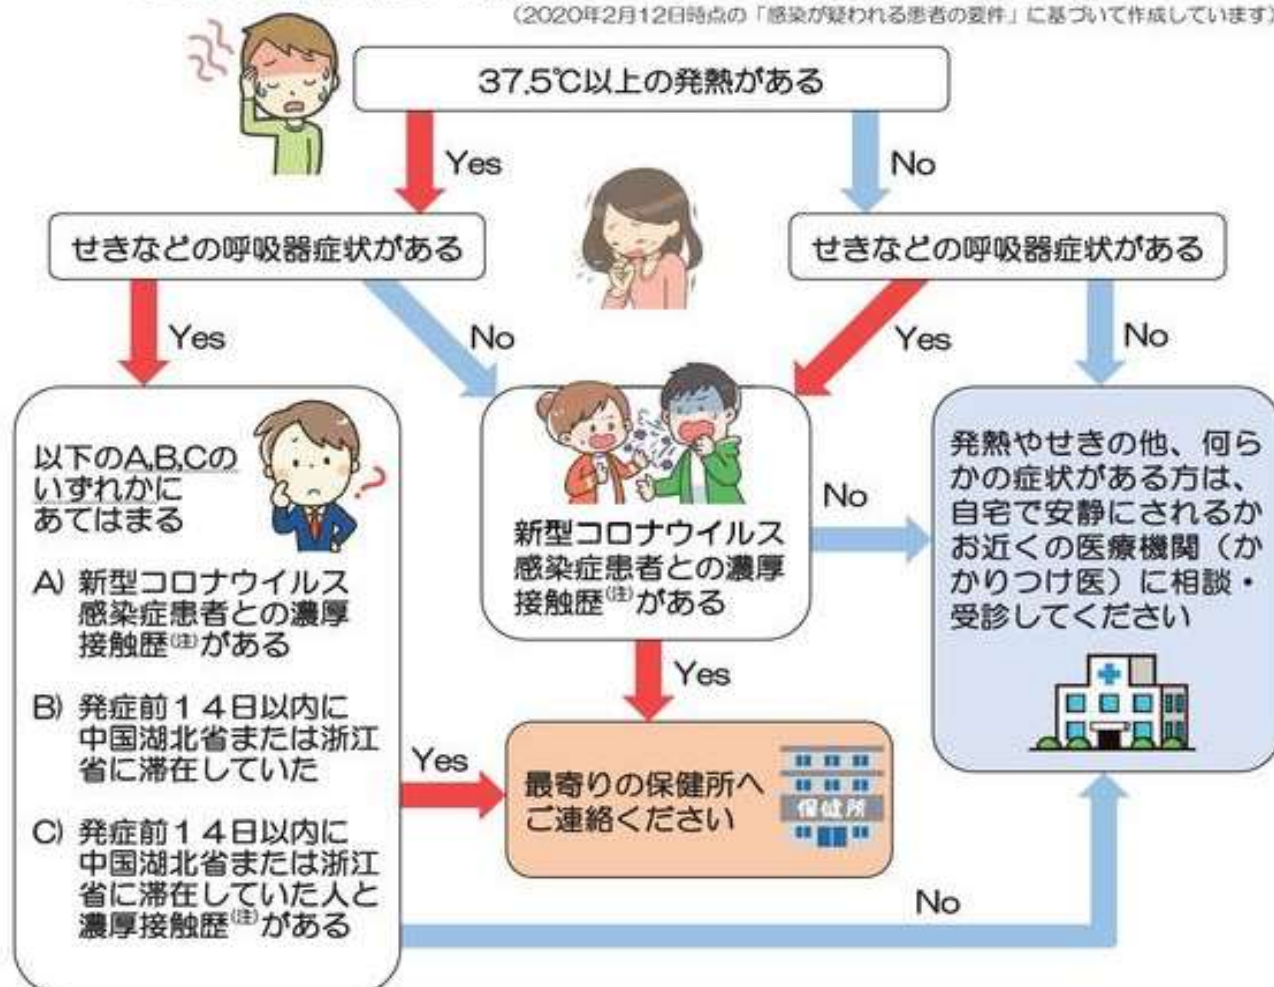 (2020年2月12日時点の「感染が疑われる患者の要件」に基づいて作成しています)
37.5℃以上の発熱がある
Yes
No
せきなどの呼吸器症状がある
せきなどの呼吸器症状がある
Yes
No
Yes
No
以下のA,B,Cの
いずれかに
あてはまる
A) 新型コロナウイルス
感染症患者との濃厚
接触歴(注)がある
B) 発症前14日以内に
中国湖北省または浙江
省に滞在していた
C) 発症前14日以内に
中国湖北省または浙江
省に滞在していた人と
濃厚接触歴(注)がある
新型コロナウイルス
感染症患者との濃厚
接触歴(注)がある
No
発熱やせきの他、何ら
かの症状がある方は、
自宅で安静にされるか
お近くの医療機関(か
かりつけ医)に相談・
受診してください
Yes
Yes
最寄りの保健所へ
ご連絡ください
保健所
No